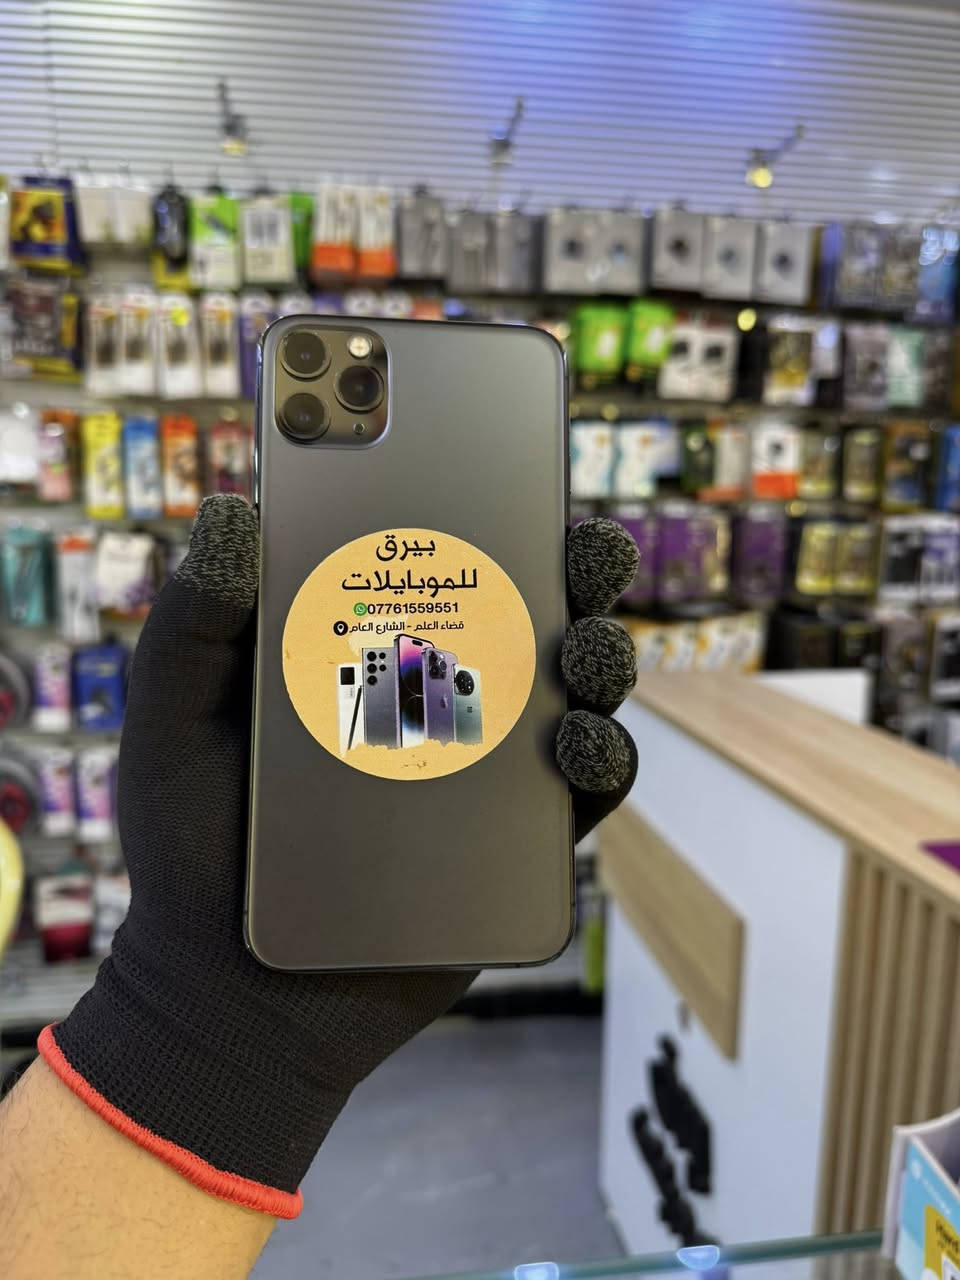 بيرق
للموبايلات
07761559551
قضاء العلم - الشارع العام